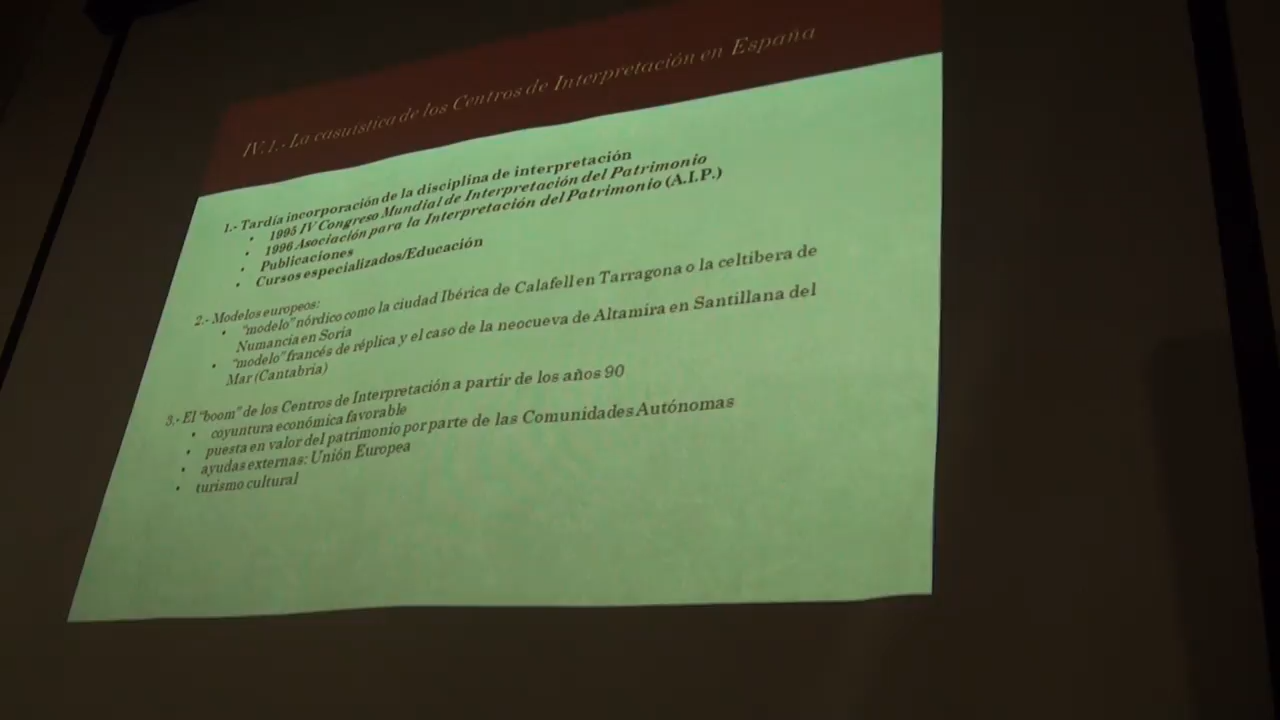 IV.1.- La casuística de los Centros de Interpretación en España
1.- Tardía incorporación de la disciplina de interpretación
• 1995 IV Congreso Mundial de Interpretación del Patrimonio
• 1996 Asociación para la Interpretación del Patrimonio (A.I.P.)
• Publicaciones
• Cursos especializados/Educación
2.- Modelos europeos:
• "modelo" nórdico como la ciudad Ibérica de Calafell en Tarragona o la celtibera de
Numancia en Soria
• "modelo" francés de réplica y el caso de la neocueva de Altamira en Santillana del
Mar (Cantabria)
3.- El "boom" de los Centros de Interpretación a partir de los años 90
• coyuntura económica favorable
• puesta en valor del patrimonio por parte de las Comunidades Autónomas
• ayudas externas: Unión Europea
• turismo cultural